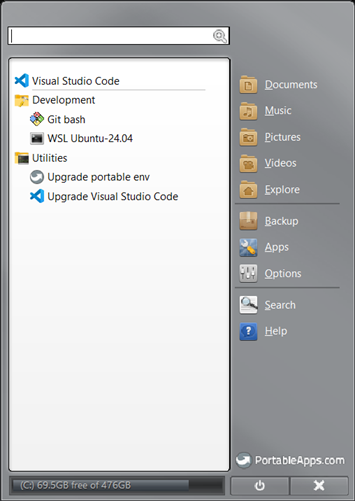 Visual Studio Code
Development
Git bash
WSL Ubuntu-24.04
Utilities
Upgrade portable env
Upgrade Visual Studio Code
Documents
Music
Pictures
Videos
Explore
Backup
Apps
Options
Search
Help
PortableApps.com
(C:) 69.5GB free of 476GB